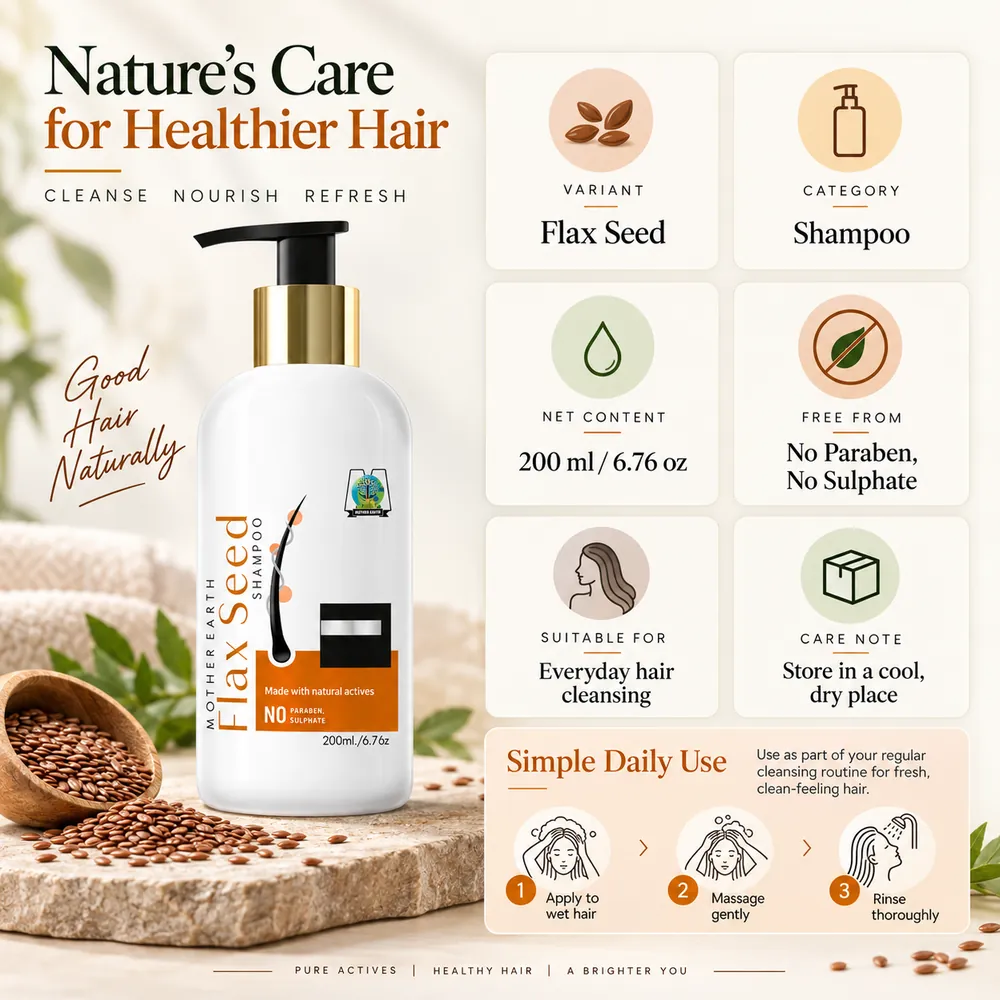 Nature's Care
for Healthier Hair
CLEANSE NOURISH REFRESH
Good
Hair
Naturally
MOTHER EARTH
Flax Seed
SHAMPOO
MOTHER EARTH
Made with natural actives
NO PARABEN,
SULPHATE
200ml./6.76z
VARIANT
Flax Seed
CATEGORY
Shampoo
NET CONTENT
200 ml / 6.76 oz
FREE FROM
No Paraben,
No Sulphate
SUITABLE FOR
Everyday hair
cleansing
CARE NOTE
Store in a cool,
dry place
Simple Daily Use
Use as part of your regular
cleansing routine for fresh,
clean-feeling hair.
1 Apply to
wet hair
2 Massage
gently
3 Rinse
thoroughly
PURE ACTIVES | HEALTHY HAIR | A BRIGHTER YOU